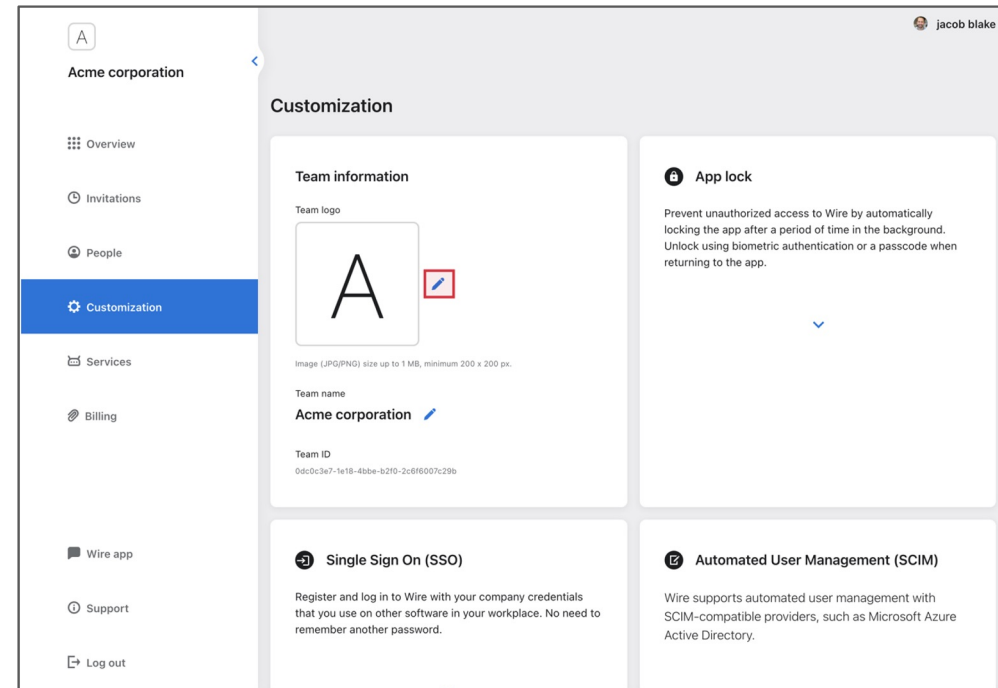 A
Acme corporation
Overview
Invitations
People
Customization
Services
Billing
Wire app
Support
Log out
jacob blake
Customization
Team information
Team logo
A
Image (JPG/PNG) size up to 1 MB, minimum 200 x 200 px.
Team name
Acme corporation
Team ID
0dc0c3e7-1e18-4bbe-b2f0-2c6f6007c29b
App lock
Prevent unauthorized access to Wire by automatically
locking the app after a period of time in the background.
Unlock using biometric authentication or a passcode when
returning to the app.
Single Sign On (SSO)
Register and log in to Wire with your company credentials
that you use on other software in your workplace. No need to
remember another password.
Automated User Management (SCIM)
Wire supports automated user management with
SCIM-compatible providers, such as Microsoft Azure
Active Directory.